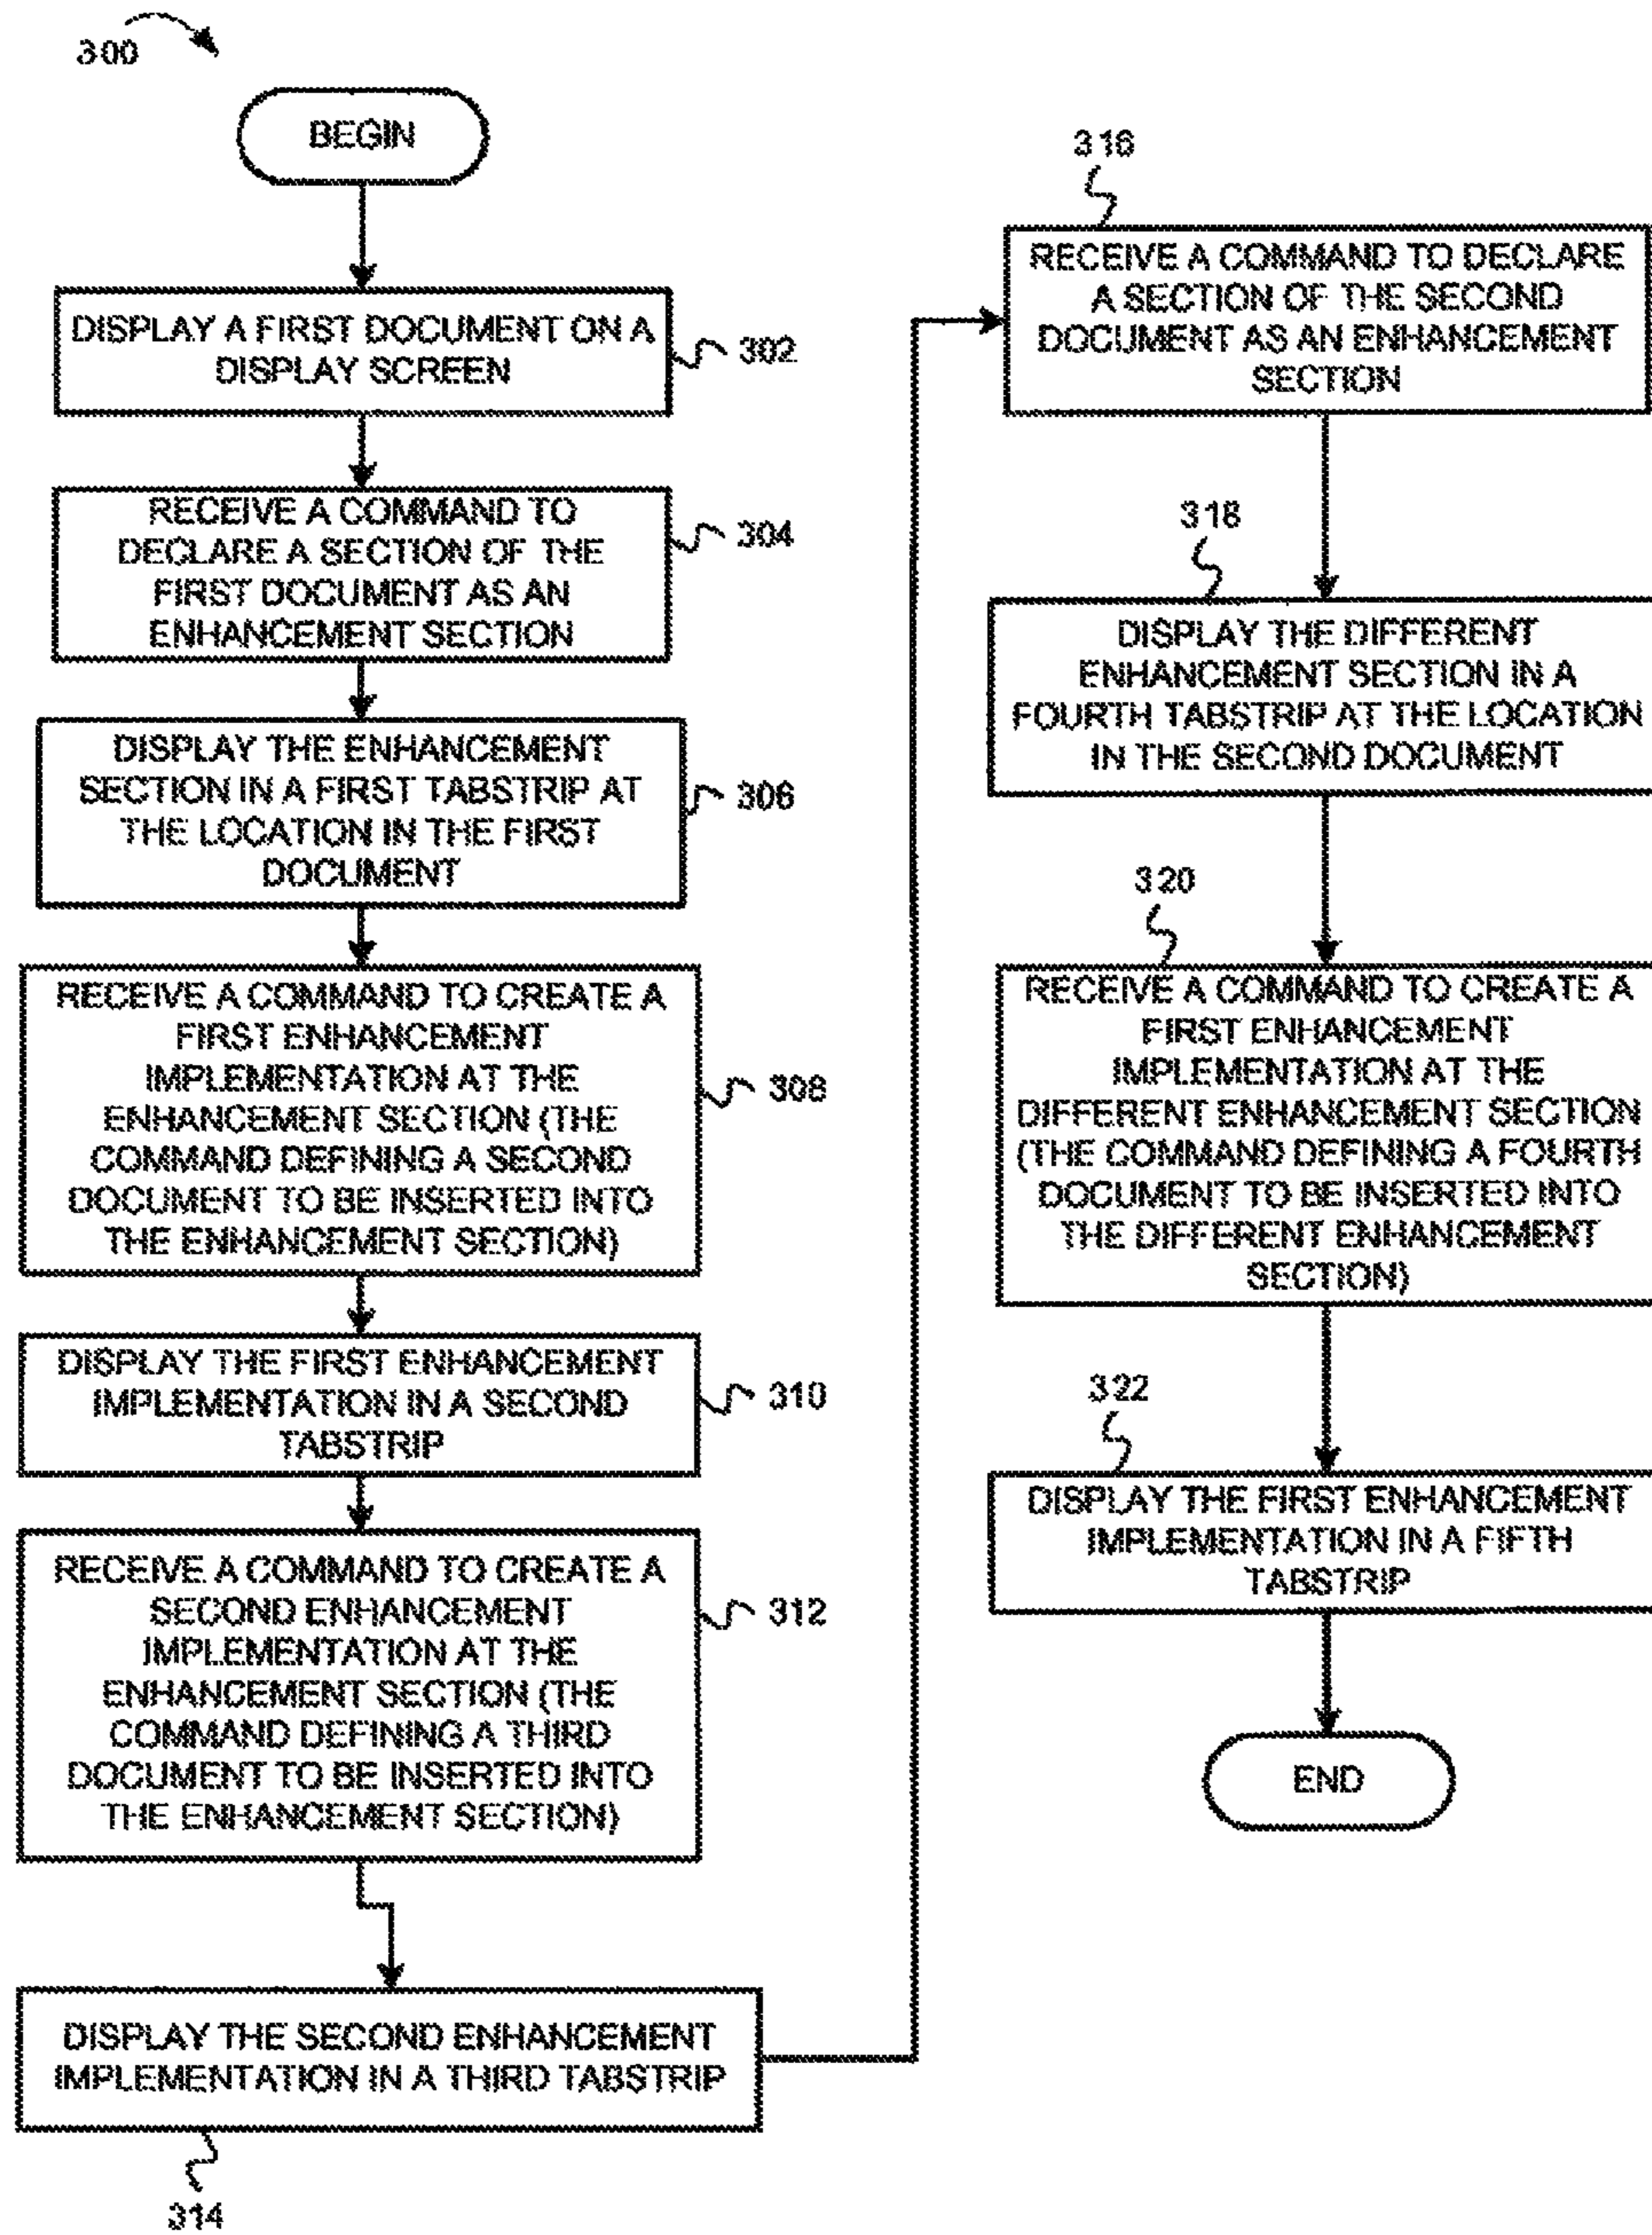 300
BEGIN
DISPLAY A FIRST DOCUMENT ON A
DISPLAY SCREEN
302
RECEIVE A COMMAND TO
DECLARE A SECTION OF THE
FIRST DOCUMENT AS AN
ENHANCEMENT SECTION
304
DISPLAY THE ENHANCEMENT
SECTION IN A FIRST TABSTRIP AT
THE LOCATION IN THE FIRST
DOCUMENT
306
RECEIVE A COMMAND TO CREATE A
FIRST ENHANCEMENT
IMPLEMENTATION AT THE
ENHANCEMENT SECTION (THE
COMMAND DEFINING A SECOND
DOCUMENT TO BE INSERTED INTO
THE ENHANCEMENT SECTION)
308
DISPLAY THE FIRST ENHANCEMENT
IMPLEMENTATION IN A SECOND
TABSTRIP
310
RECEIVE A COMMAND TO CREATE A
SECOND ENHANCEMENT
IMPLEMENTATION AT THE
ENHANCEMENT SECTION (THE
COMMAND DEFINING A THIRD
DOCUMENT TO BE INSERTED INTO
THE ENHANCEMENT SECTION)
312
DISPLAY THE SECOND ENHANCEMENT
IMPLEMENTATION IN A THIRD TABSTRIP
314
316
RECEIVE A COMMAND TO DECLARE
A SECTION OF THE SECOND
DOCUMENT AS AN ENHANCEMENT
SECTION
318
DISPLAY THE DIFFERENT
ENHANCEMENT SECTION IN A
FOURTH TABSTRIP AT THE LOCATION
IN THE SECOND DOCUMENT
320
RECEIVE A COMMAND TO CREATE A
FIRST ENHANCEMENT
IMPLEMENTATION AT THE
DIFFERENT ENHANCEMENT SECTION
(THE COMMAND DEFINING A FOURTH
DOCUMENT TO BE INSERTED INTO
THE DIFFERENT ENHANCEMENT
SECTION)
322
DISPLAY THE FIRST ENHANCEMENT
IMPLEMENTATION IN A FIFTH
TABSTRIP
END